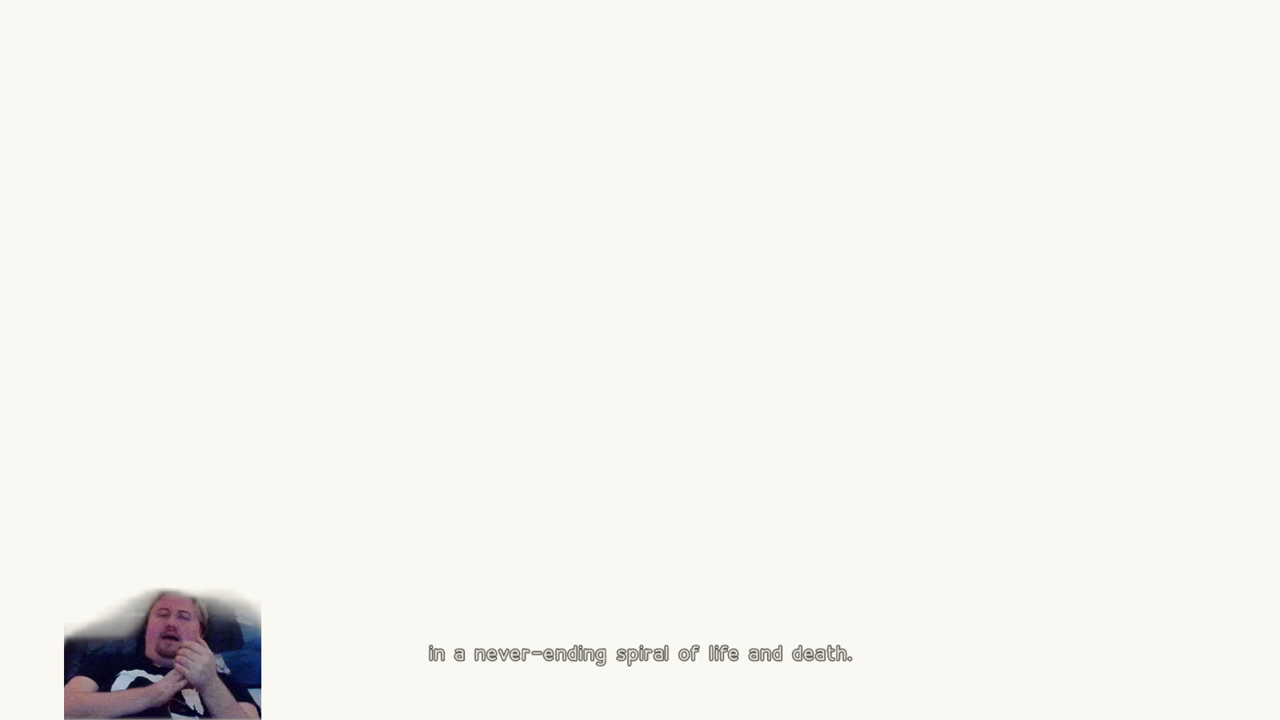 in a never-ending spiral of life and death.